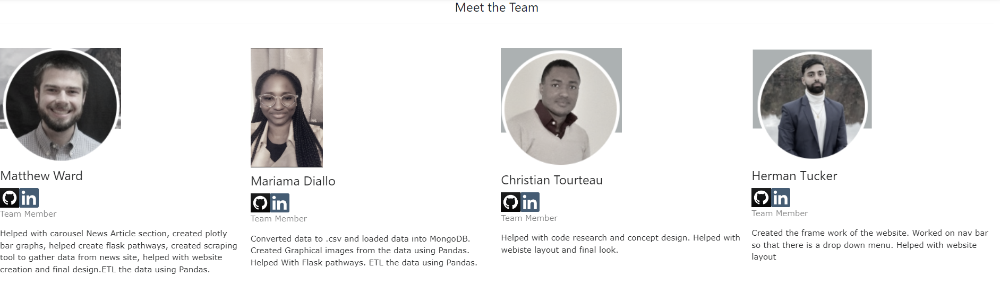 Meet the Team
Matthew Ward
in
Team Member
Helped with carousel News Article section, created plotly
bar graphs, helped create flask pathways, created scraping
tool to gather data from news site, helped with website
creation and final design.ETL the data using Pandas.
Mariama Diallo
in
Team Member
Converted data to .csv and loaded data into MongoDB.
Created Graphical images from the data using Pandas.
Helped With Flask pathways. ETL the data using Pandas.
Christian Tourteau
in
Team Member
Helped with code research and concept design. Helped with
webiste layout and final look.
Herman Tucker
in
Team Member
Created the frame work of the website. Worked on nav bar
so that there is a drop down menu. Helped with website
layout